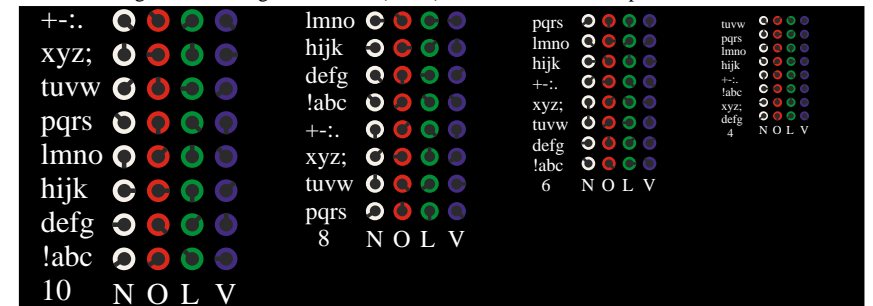 +-:.
xyz;
tuvw
pqrs
lmno
hijk
defg
!abc
10 N O L V
lmno
hijk
defg
!abc
+-:.
xyz;
tuvw
pqrs
8 N O L V
pqrs
lmno
hijk
+-:.
xyz;
tuvw
defg
!abc
6 N O L V
tuvw
pqrs
lmno
hijk
+-:.
!abc
xyz;
defg
4 N O L V